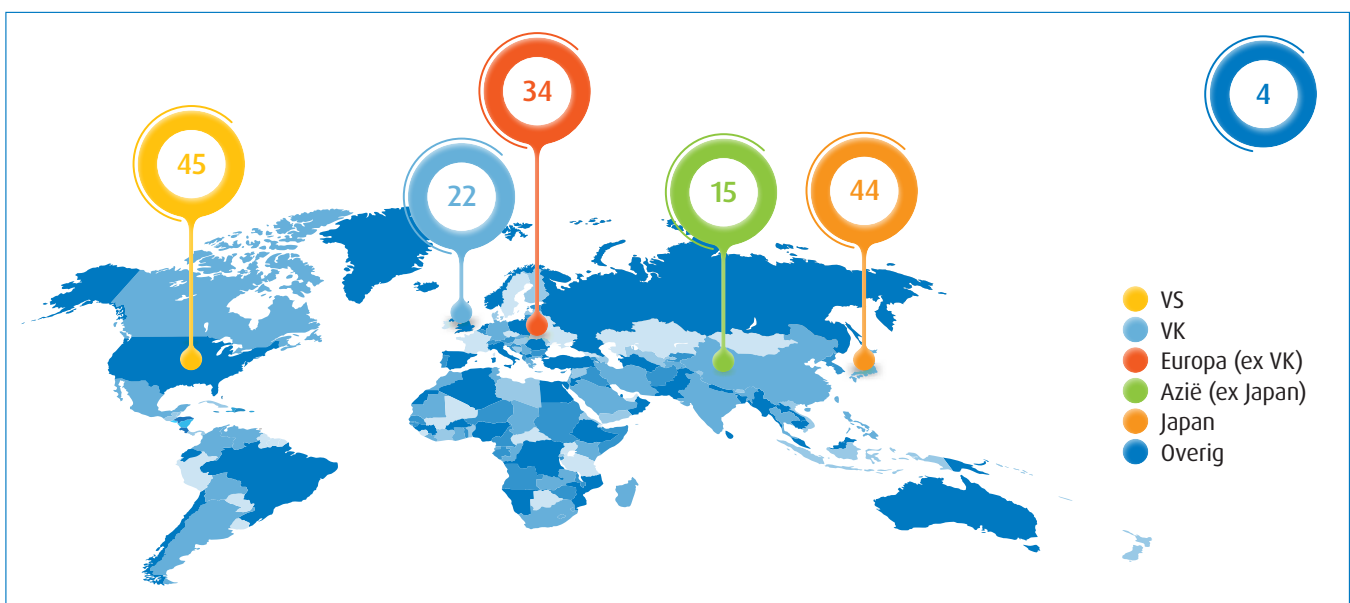 34
4
45
22
15
44
VS
VK
Europa (ex VK)
Azië (ex Japan)
Japan
Overig